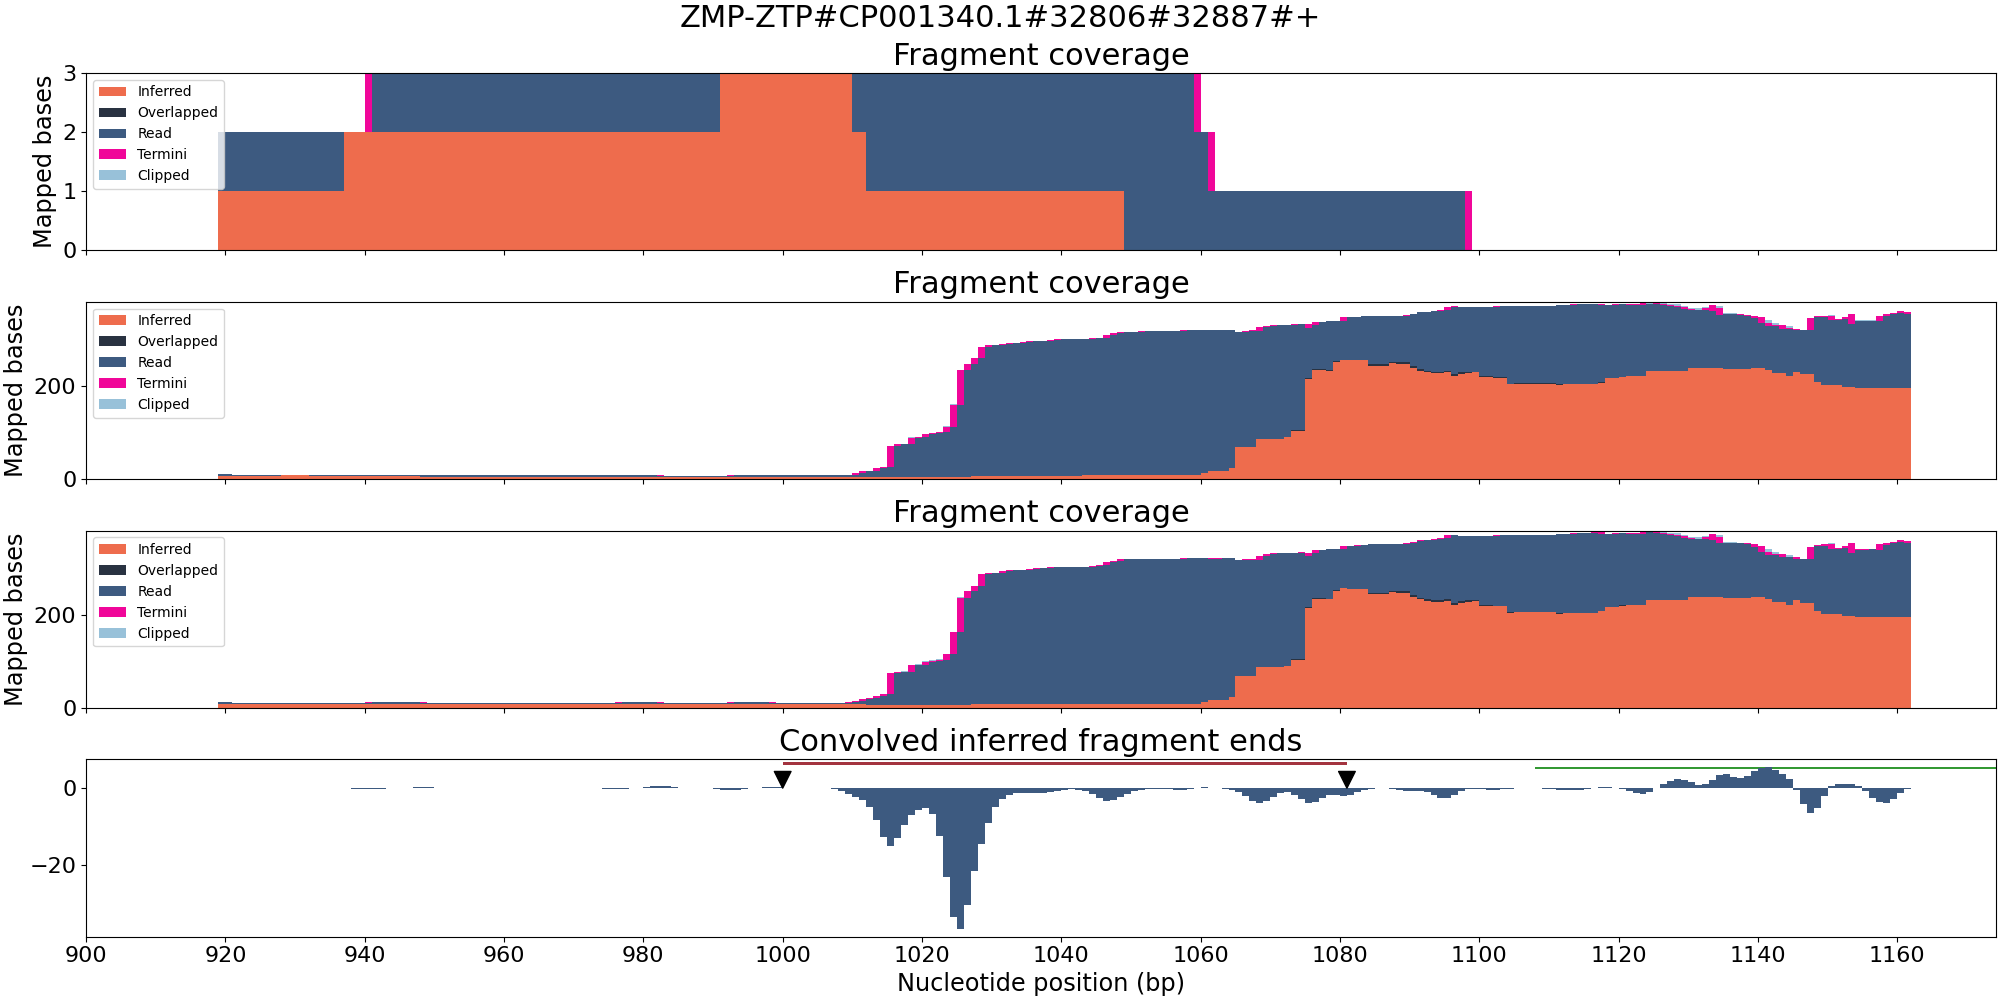 ZMP-ZTP#CP001340.1#32806#32887#+
Fragment coverage
Mapped bases
3
2
1
0
Inferred
Overlapped
Read
Termini
Clipped
Fragment coverage
Mapped bases
200
0
Inferred
Overlapped
Read
Termini
Clipped
Fragment coverage
Mapped bases
200
0
Inferred
Overlapped
Read
Termini
Clipped
Convolved inferred fragment ends
0
−20
900 920 940 960 980 1000 1020 1040 1060 1080 1100 1120 1140 1160
Nucleotide position (bp)